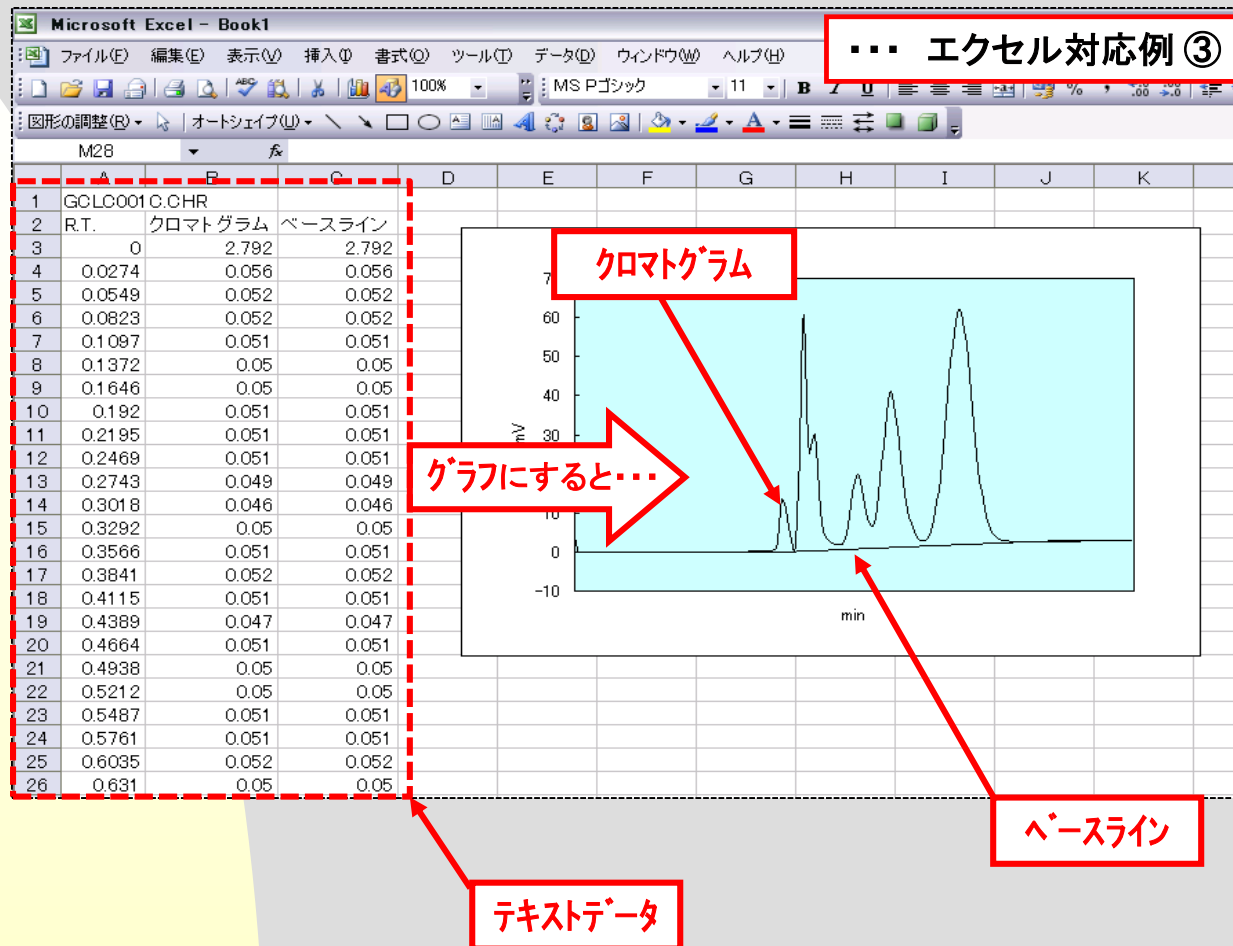 Microsoft Excel - Book1
・・・ エクセル対応例 ③
ファイル(F) 編集(E) 表示(V) 挿入(I) 書式(O) ツール(T) データ(D) ウィンドウ(W) ヘルプ(H)
100% MS Pゴシック 11 B I U %
図形の調整(R) オートシェイプ(U) A
M28 fx
A B C D E F G H I J K
1 GCLC001C.CHR
2 R.T. クロマトグラム ベースライン
3 0 2.792 2.792
4 0.0274 0.056 0.056
5 0.0549 0.052 0.052
6 0.0823 0.052 0.052
7 0.1097 0.051 0.051
8 0.1372 0.05 0.05
9 0.1646 0.05 0.05
10 0.192 0.051 0.051
11 0.2195 0.051 0.051
12 0.2469 0.051 0.051
13 0.2743 0.049 0.049
14 0.3018 0.046 0.046
15 0.3292 0.05 0.05
16 0.3566 0.051 0.051
17 0.3841 0.052 0.052
18 0.4115 0.051 0.051
19 0.4389 0.047 0.047
20 0.4664 0.051 0.051
21 0.4938 0.05 0.05
22 0.5212 0.05 0.05
23 0.5487 0.051 0.051
24 0.5761 0.051 0.051
25 0.6035 0.052 0.052
26 0.631 0.05 0.05
クロマトグラム
60
50
40
30
mV
グラフにすると・・・
10
0
-10
min
ベースライン
テキストデータ